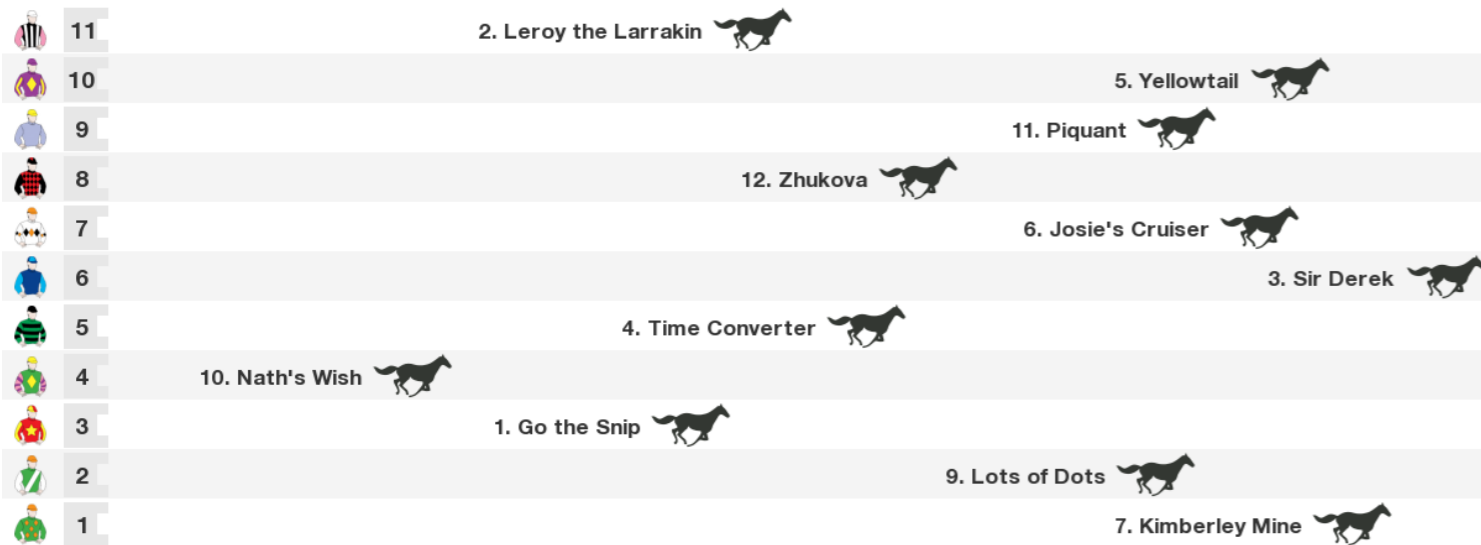 11 2. Leroy the Larrakin
10 5. Yellowtail
9 11. Piquant
8 12. Zhukova
7 6. Josie's Cruiser
6 3. Sir Derek
5 4. Time Converter
4 10. Nath's Wish
3 1. Go the Snip
2 9. Lots of Dots
1 7. Kimberley Mine